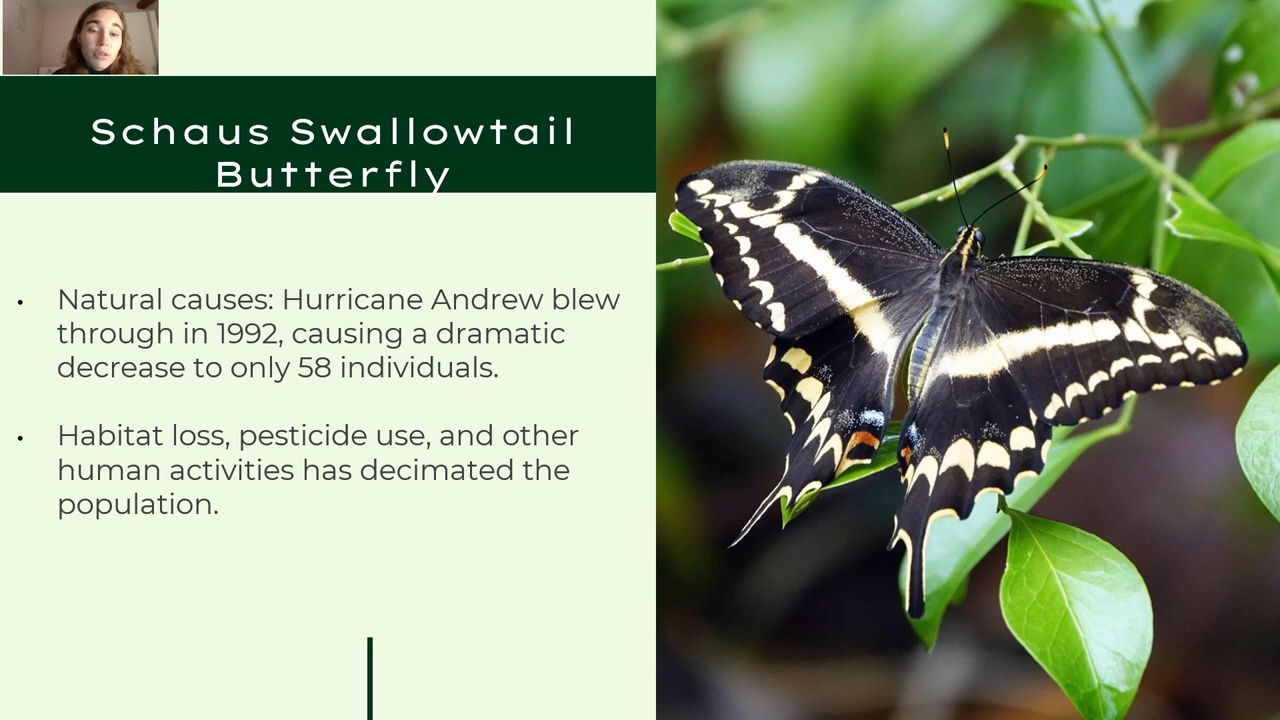 Schaus Swallowtail
Butterfly
• Natural causes: Hurricane Andrew blew
through in 1992, causing a dramatic
decrease to only 58 individuals.
• Habitat loss, pesticide use, and other
human activities has decimated the
population.